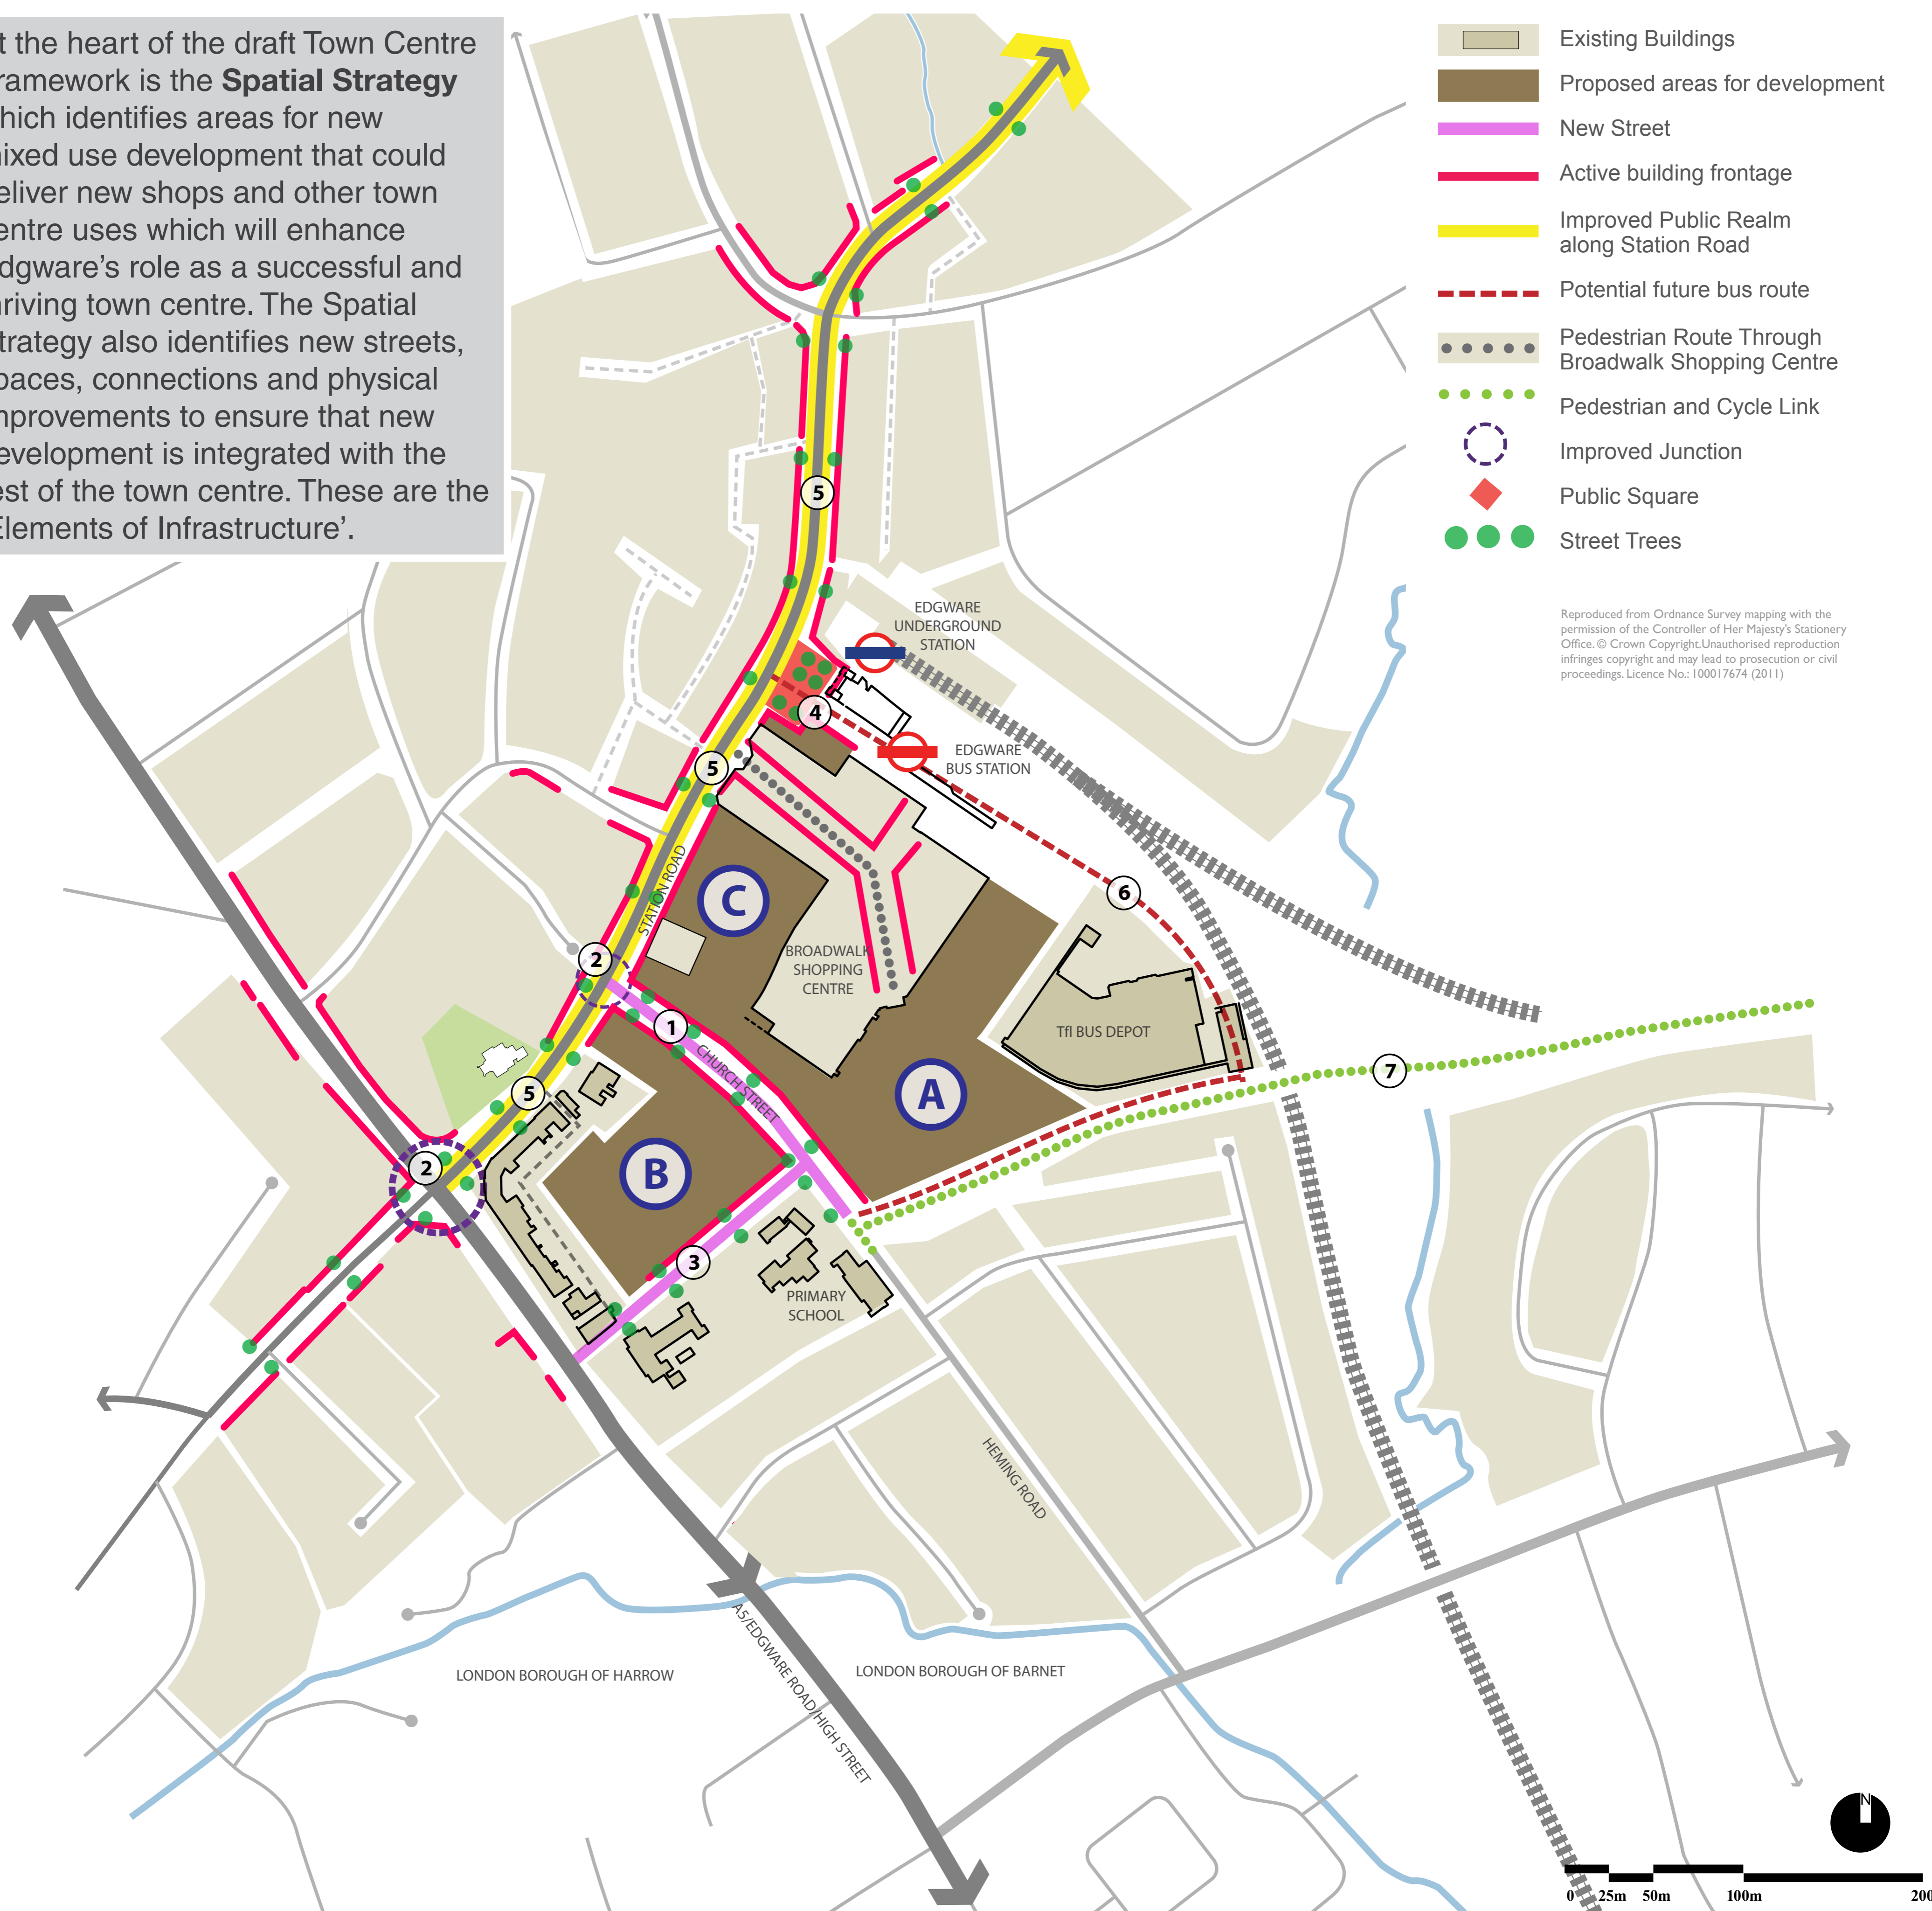 t the heart of the draft Town Centre
ramework is the Spatial Strategy
hich identifies areas for new
ixed use development that could
eliver new shops and other town
entre uses which will enhance
dgware’s role as a successful and
riving town centre. The Spatial
trategy also identifies new streets,
paces, connections and physical
mprovements to ensure that new
evelopment is integrated with the
est of the town centre. These are the
Elements of Infrastructure’.
Existing Buildings
Proposed areas for development
New Street
Active building frontage
Improved Public Realm
along Station Road
Potential future bus route
Pedestrian Route Through
Broadwalk Shopping Centre
Pedestrian and Cycle Link
Improved Junction
Public Square
Street Trees
Reproduced from Ordnance Survey mapping with the
permission of the Controller of Her Majesty's Stationery
Office. © Crown Copyright.Unauthorised reproduction
infringes copyright and may lead to prosecution or civil
proceedings. Licence No.: 100017674 (2011)
5
EDGWARE
UNDERGROUND
STATION
4
EDGWARE
BUS STATION
5
STATION ROAD
C
6
2
BROADWALK
SHOPPING
CENTRE
1
CHURCH STREET
Tfl BUS DEPOT
7
5
A
2
B
3
PRIMARY
SCHOOL
HEMING ROAD
A5/EDGWARE ROAD/HIGH STREET
LONDON BOROUGH OF HARROW
LONDON BOROUGH OF BARNET
N
0 25m 50m 100m 200